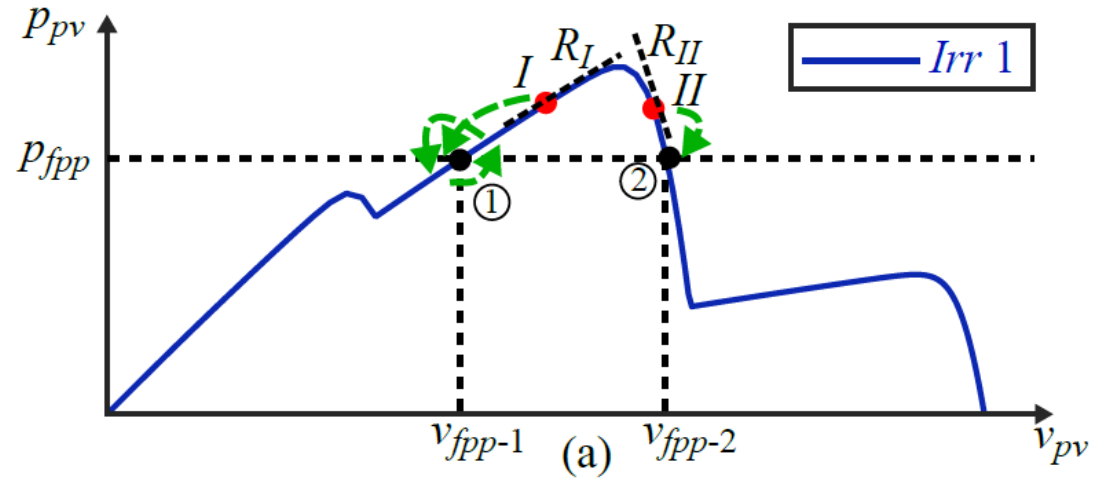 p_pv
R_I
R_II
Irr 1
I
II
p_fpp
①
②
v_fpp-1
v_fpp-2
v_pv
(a)